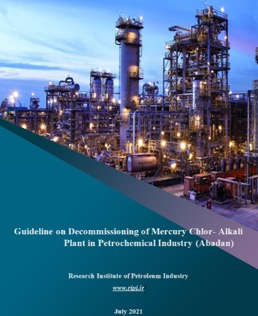 Guideline on Decommissioning of Mercury Chlor- Alkali
Plant in Petrochemical Industry (Abadan)
Research Institute of Petroleum Industry
www.ripi.ir
July 2021